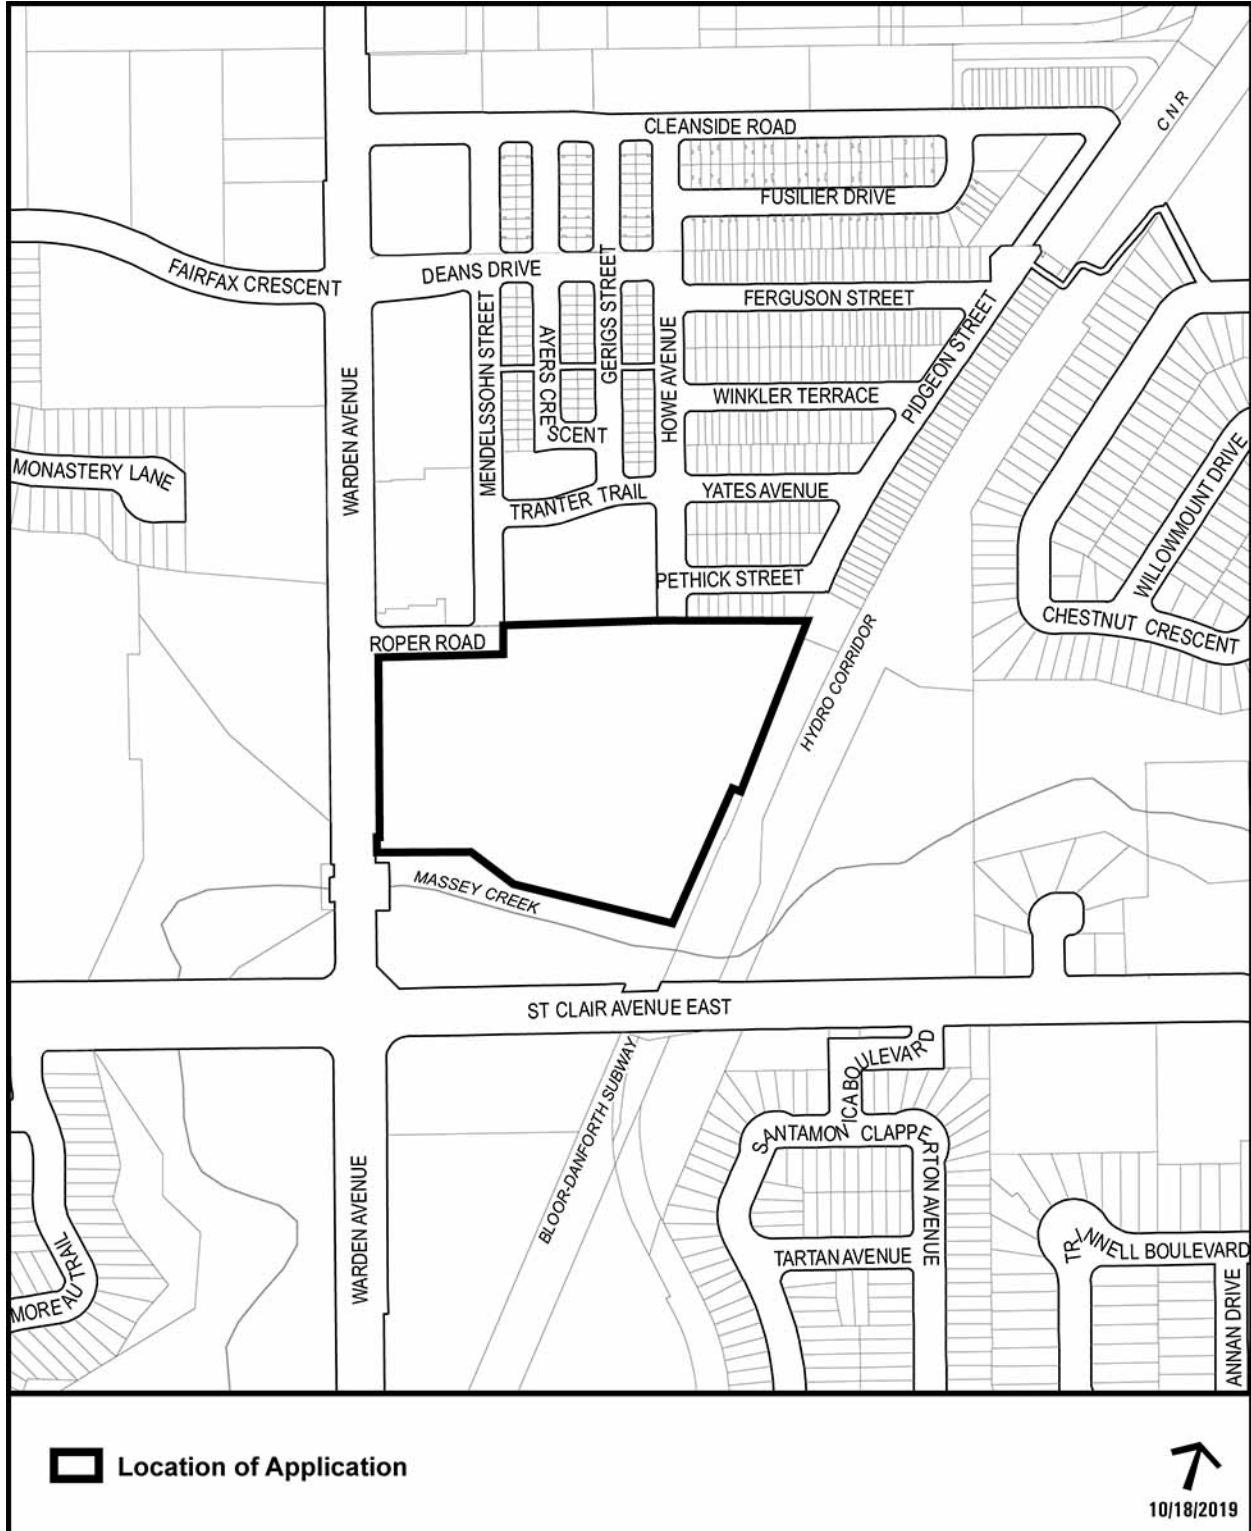 CLEANSIDE ROAD
CNR
FUSILIER DRIVE
FAIRFAX CRESCENT
DEANS DRIVE
GERIGS STREET
FERGUSON STREET
MENDELSSOHN STREET
AYERS CRE
SCENT
HOWE AVENUE
PIDGEON STREET
WARDEN AVENUE
WINKLER TERRACE
MONASTERY LANE
TRANTER TRAIL
YATES AVENUE
WILLOWMOUNT DRIVE
PETHICK STREET
CHESTNUT CRESCENT
ROPER ROAD
HYDRO CORRIDOR
MASSEY CREEK
ST CLAIR AVENUE EAST
BLOOR-DANFORTH SUBWAY
SANTAMONICA BOULEVARD
CLAPPERTON AVENUE
WARDEN AVENUE
TARTAN AVENUE
TRINNELL BOULEVARD
MOREAU TRAIL
ANNAN DRIVE
Location of Application
10/18/2019